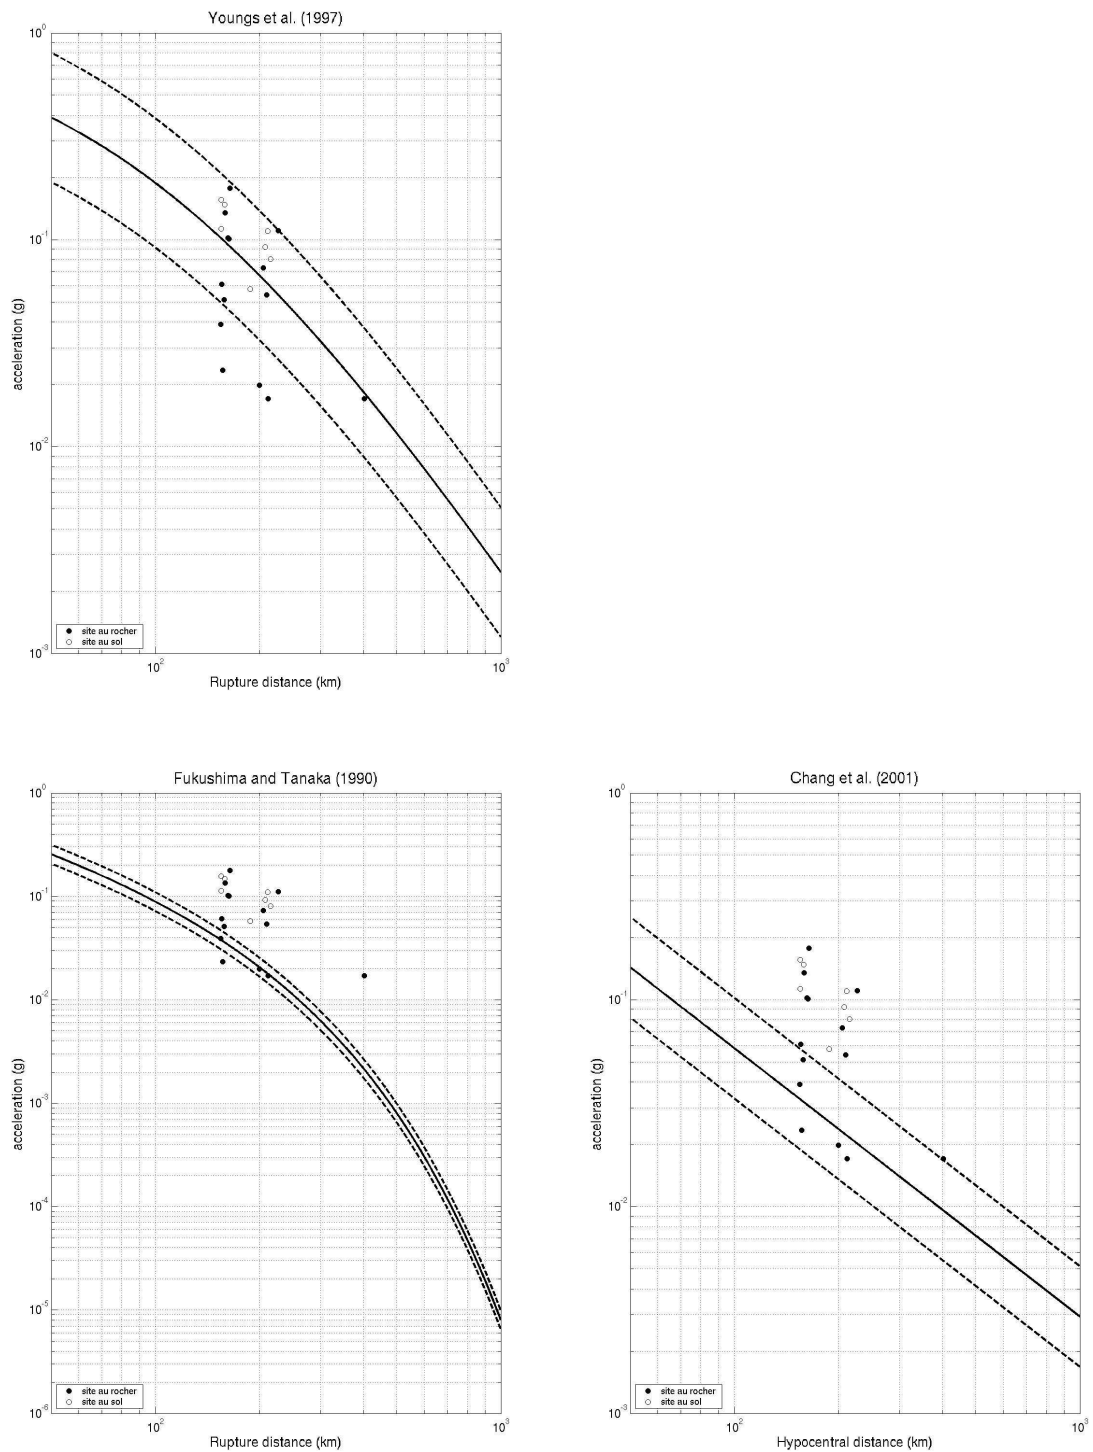 Youngs et al. (1997)
10^0
10^-1
10^-2
10^-3
acceleration (g)
site au rocher
site au sol
10^2
10^3
Rupture distance (km)
Fukushima and Tanaka (1990)
10^0
10^-1
10^-2
10^-3
10^-4
10^-5
10^-6
acceleration (g)
site au rocher
site au sol
10^2
10^3
Rupture distance (km)
Chang et al. (2001)
10^0
10^-1
10^-2
10^-3
acceleration (g)
site au rocher
site au sol
10^2
10^3
Hypocentral distance (km)